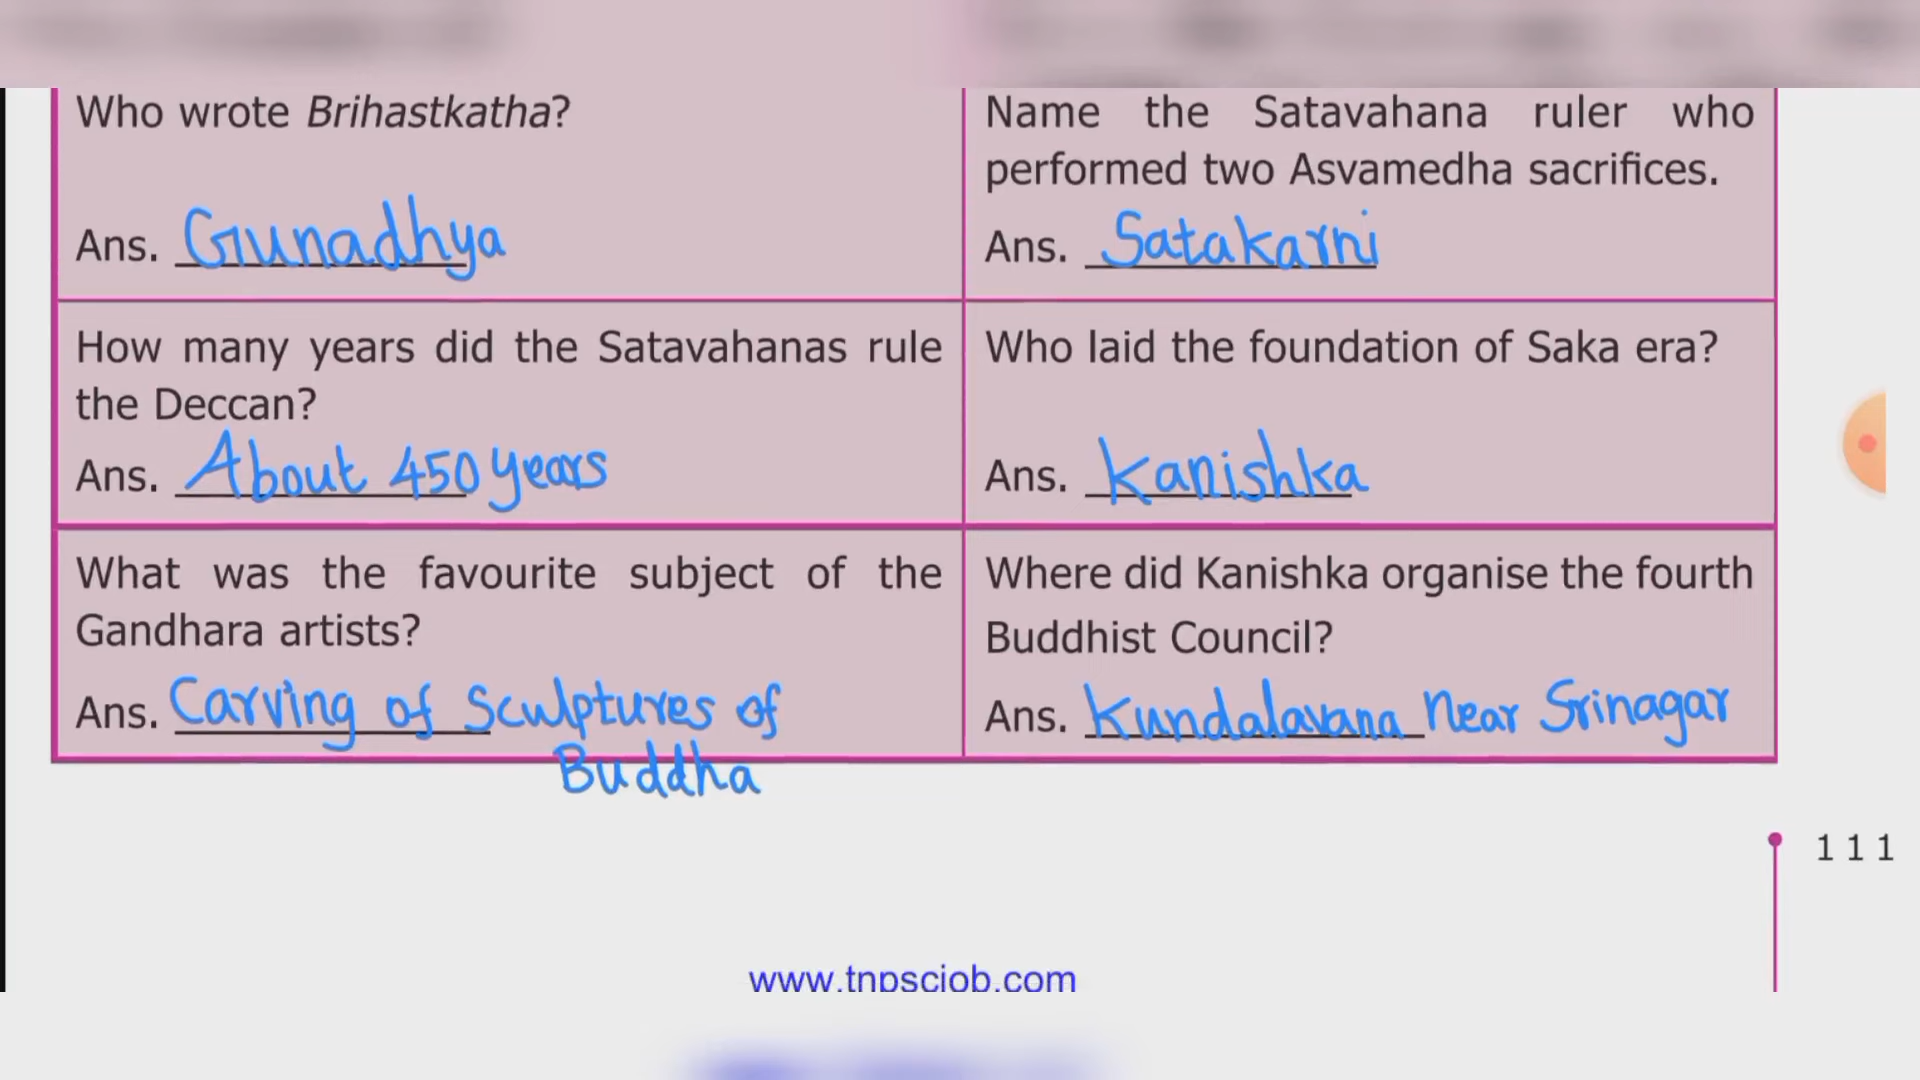 Who wrote Brihastkatha?
Ans. Gunadhya
Name the Satavahana ruler who
performed two Asvamedha sacrifices.
Ans. Satakarni
How many years did the Satavahanas rule
the Deccan?
Ans. About 450 years
Who laid the foundation of Saka era?
Ans. Kanishka
What was the favourite subject of the
Gandhara artists?
Ans. Carving of Sculptures of
Buddha
Where did Kanishka organise the fourth
Buddhist Council?
Ans. Kundalavana Near Srinagar
111
www.tnpscjob.com